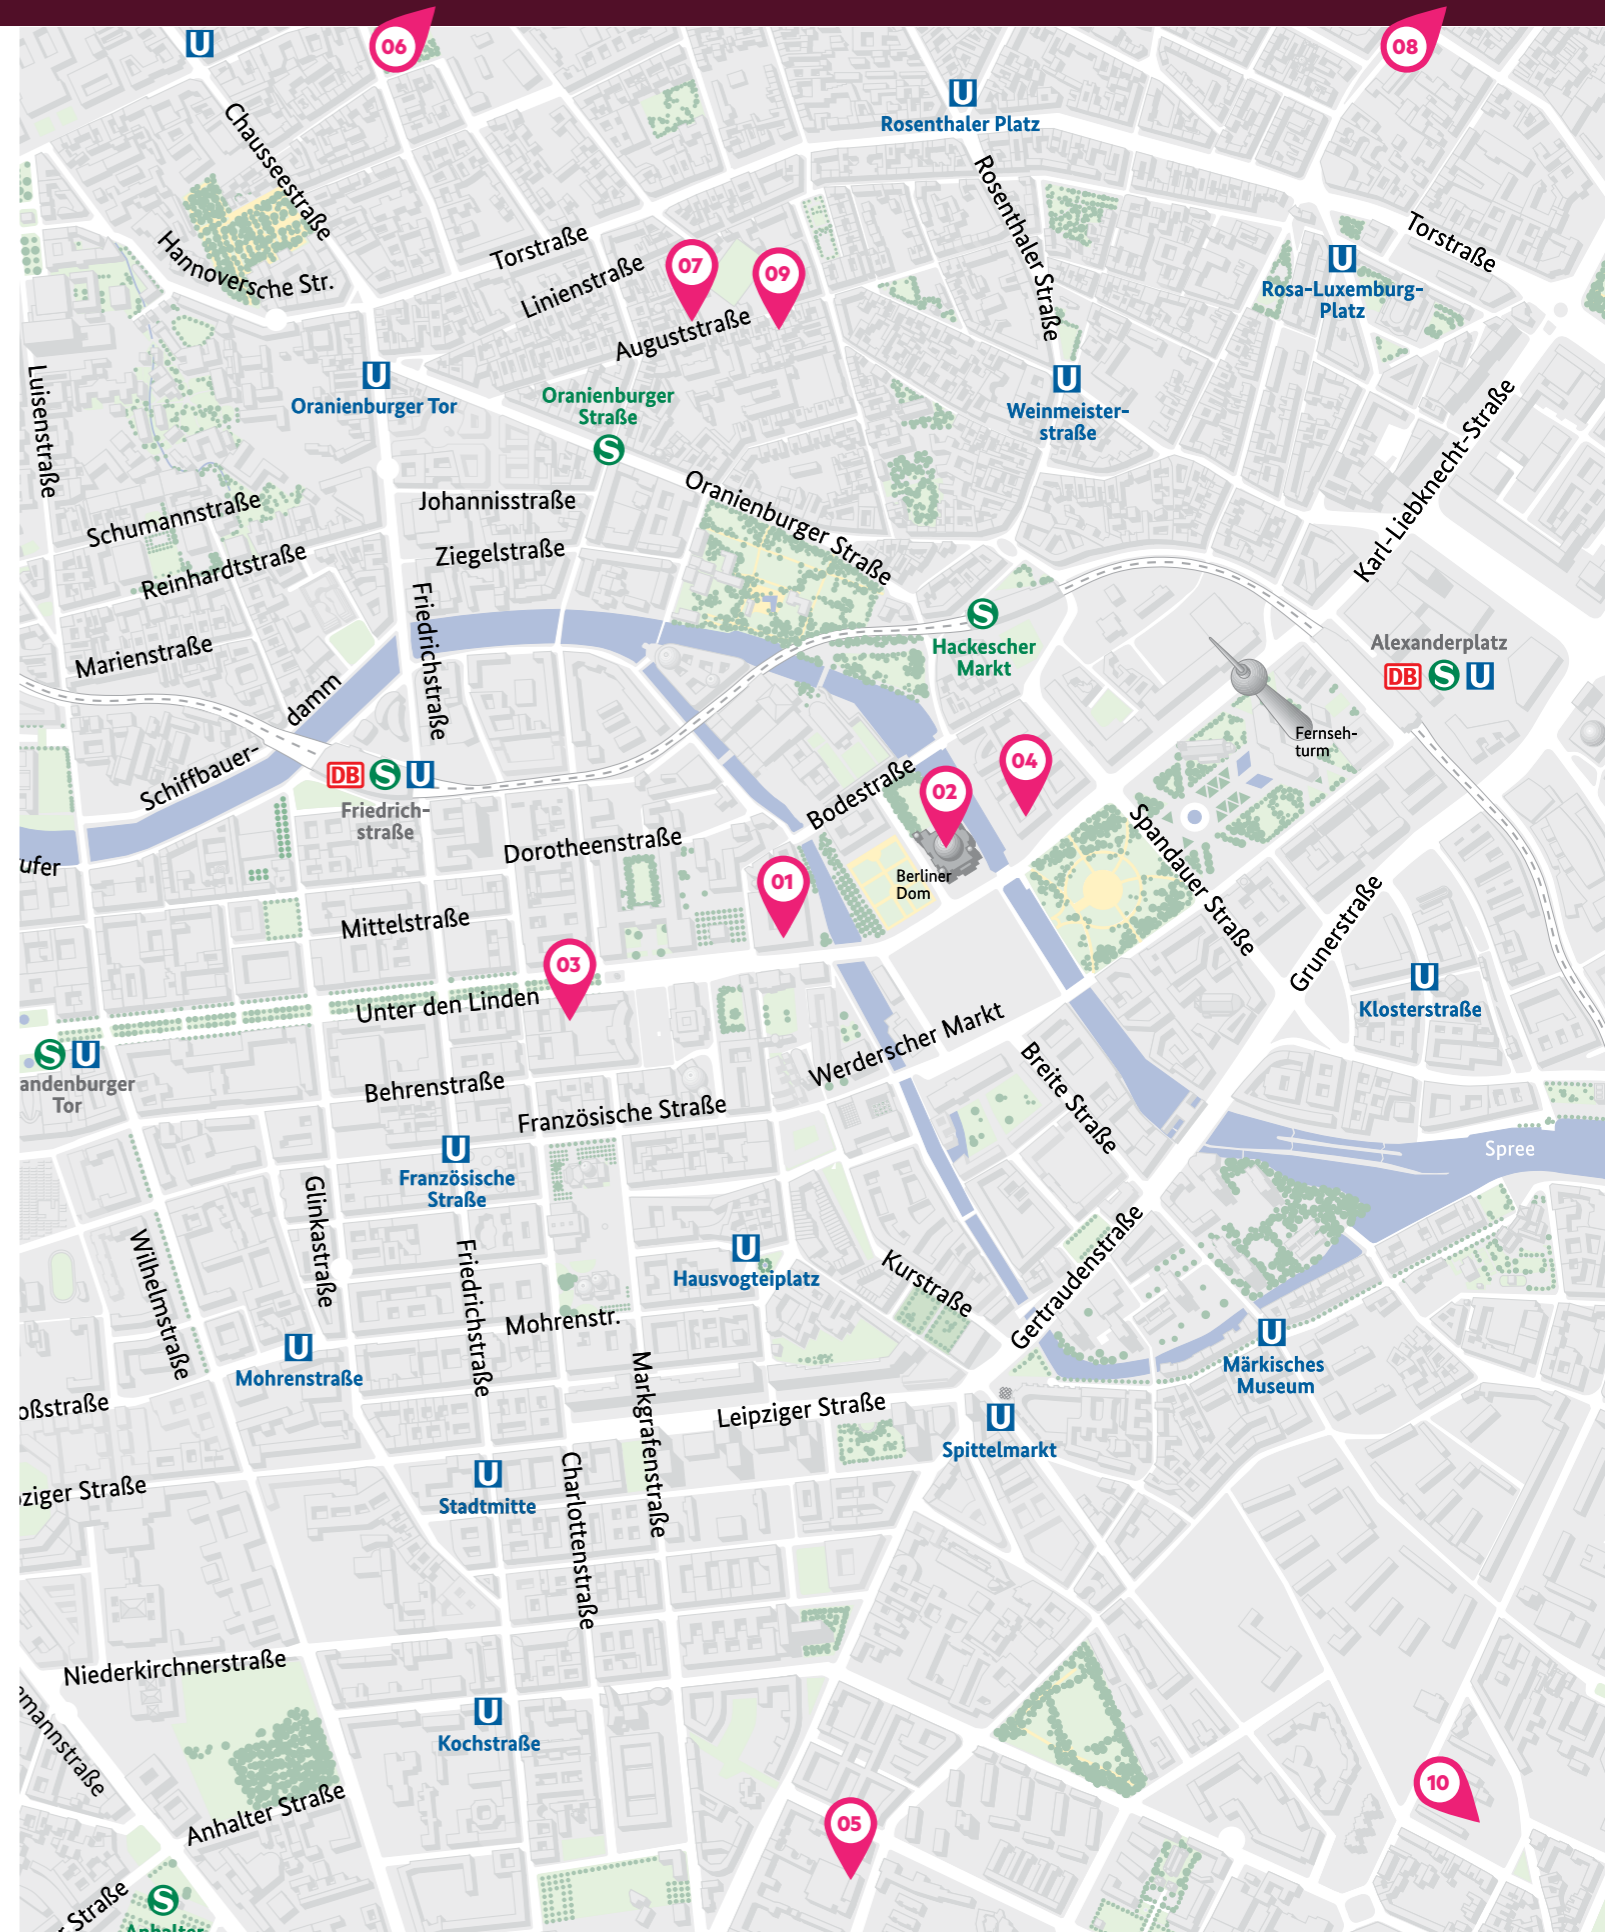 U
06
08
U
Rosenthaler Platz
Chausseestraße
Hannoversche Str.
Torstraße
Linienstraße
07
09
Auguststraße
Rosenthaler Straße
Torstraße
U
Rosa-Luxemburg-
Platz
Luisenstraße
U
Oranienburger Tor
Oranienburger
Straße
S
U
Weinmeister-
straße
Karl-Liebknecht-Straße
Oranienburger Straße
Johannisstraße
Ziegelstraße
Schumannstraße
Reinhardtstraße
Marienstraße
Friedrichstraße
S
Hackescher
Markt
Alexanderplatz
DB S U
Fernseh-
turm
Schiffbauer-
damm
DB S U
Friedrich-
straße
ufer
Bodestraße
02
04
Berliner
Dom
Spandauer Straße
Dorotheenstraße
01
Mittelstraße
03
Unter den Linden
Grunerstraße
U
Klosterstraße
S U
andenburger
Tor
Werderscher Markt
Breite Straße
Behrenstraße
Französische Straße
Spree
U
Französische
Straße
Glinkastraße
Wilhelmstraße
Friedrichstraße
U
Hausvogteiplatz
Kurstraße
Gertraudenstraße
Mohrenstr.
U
Mohrenstraße
U
Märkisches
Museum
Markgrafenstraße
Leipziger Straße
U
Spittelmarkt
oßstraße
ziger Straße
U
Stadtmitte
Charlottenstraße
Niederkirchnerstraße
U
Kochstraße
mannstraße
Anhalter Straße
05
10
S
Anhalter
Straße